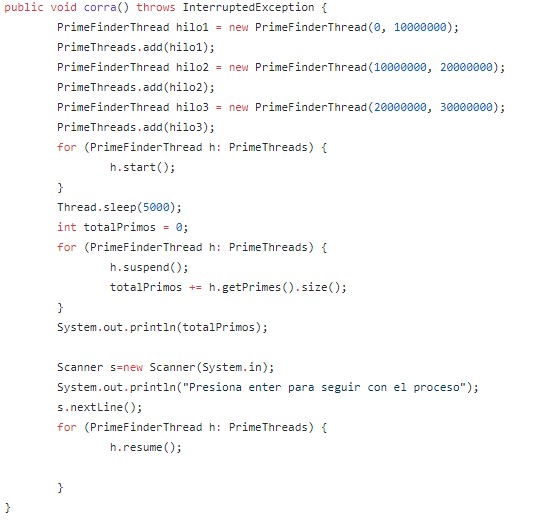 public void corra() throws InterruptedException {
        PrimeFinderThread hilo1 = new PrimeFinderThread(0, 10000000);
        PrimeThreads.add(hilo1);
        PrimeFinderThread hilo2 = new PrimeFinderThread(10000000, 20000000);
        PrimeThreads.add(hilo2);
        PrimeFinderThread hilo3 = new PrimeFinderThread(20000000, 30000000);
        PrimeThreads.add(hilo3);
        for (PrimeFinderThread h: PrimeThreads) {
                h.start();
        }
        Thread.sleep(5000);
        int totalPrimos = 0;
        for (PrimeFinderThread h: PrimeThreads) {
                h.suspend();
                totalPrimos += h.getPrimes().size();
        }
        System.out.println(totalPrimos);

        Scanner s=new Scanner(System.in);
        System.out.println("Presiona enter para seguir con el proceso");
        s.nextLine();
        for (PrimeFinderThread h: PrimeThreads) {
                h.resume();

        }
}